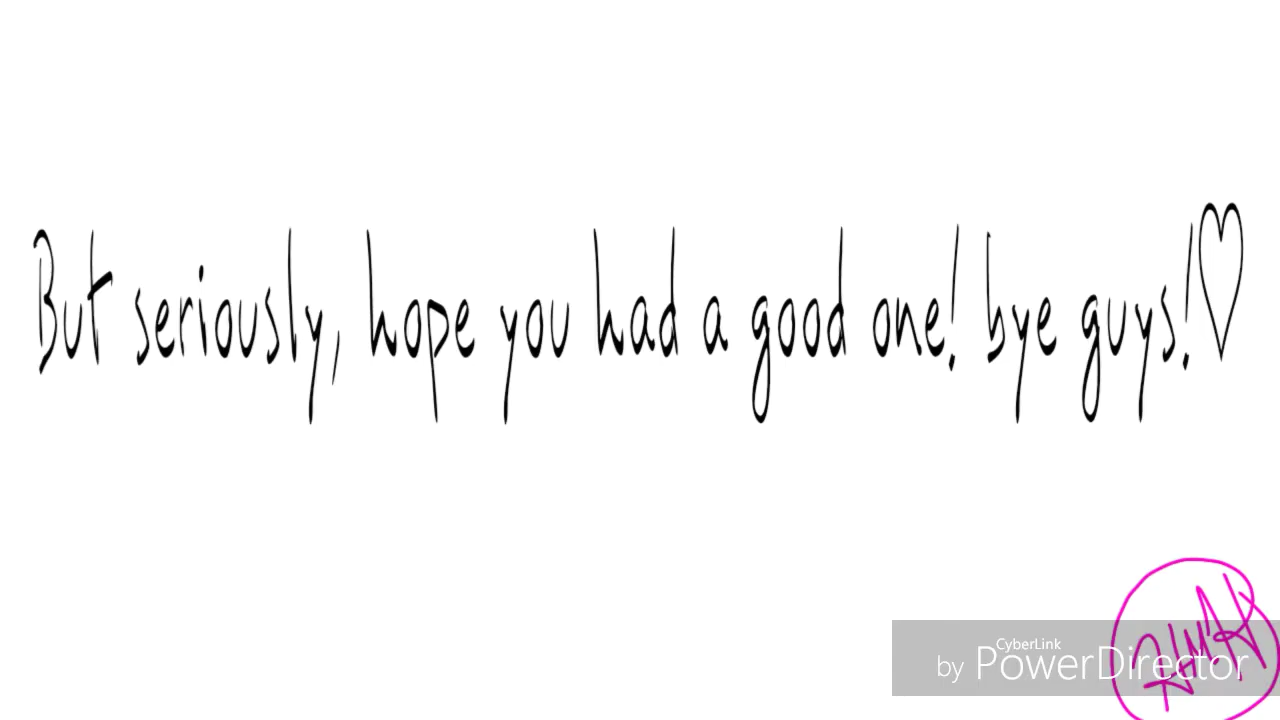 But seriously, hope you had a good one! bye guys!♡
CyberLink
by PowerDirector